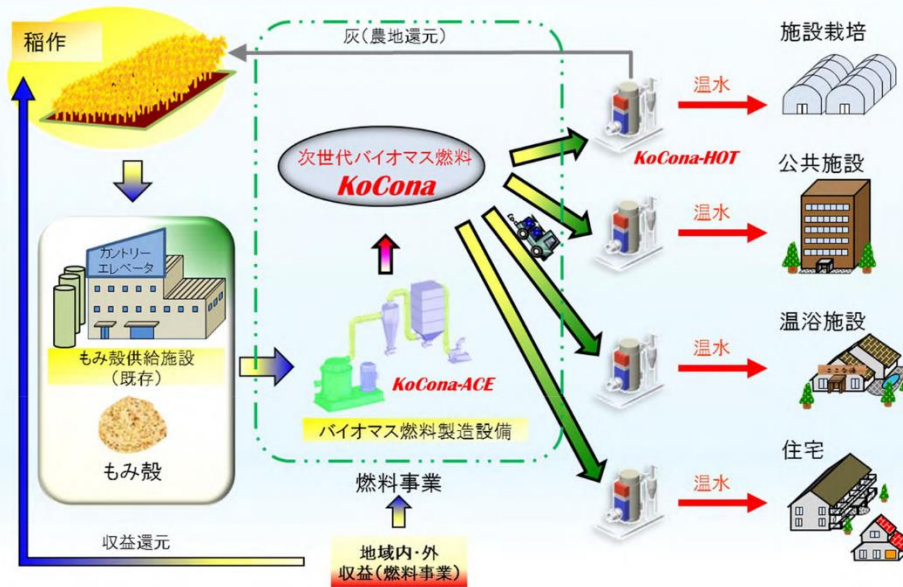 灰(農地還元)
稲作
次世代バイオマス燃料
KoCona
カントリー
エレベータ
もみ殻供給施設
(既存)
もみ殻
KoCona-ACE
バイオマス燃料製造設備
燃料事業
収益還元
地域内・外
収益(燃料事業)
KoCona-HOT
温水
施設栽培
温水
公共施設
温水
温浴施設
温水
住宅